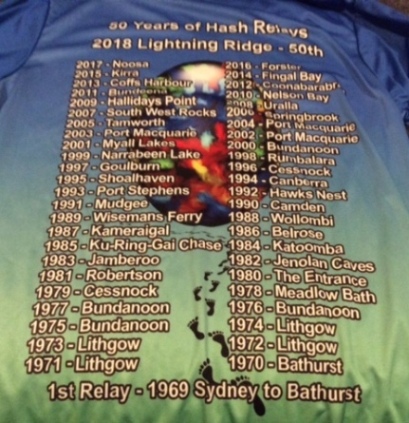 50 Years of Hash Relays
2018 Lightning Ridge - 50th
2017 - Noosa
2016 - Forster
2015 - Kirra
2014 - Fingal Bay
2013 - Coffs Harbour
2012 - Coonabarabran
2011 - Bundeena
2010 - Nelson Bay
2009 - Hallidays Point
2008 - Uralla
2007 - South West Rocks
2006 - Springbrook
2005 - Tamworth
2004 - Port Macquarie
2003 - Port Macquarie
2002 - Port Macquarie
2001 - Myall Lakes
2000 - Bundanoon
1999 - Narrabeen Lake
1998 - Rumbalara
1997 - Goulburn
1996 - Cessnock
1995 - Shoalhaven
1994 - Canberra
1993 - Port Stephens
1992 - Hawks Nest
1991 - Mudgee
1990 - Camden
1989 - Wisemans Ferry
1988 - Wollombi
1987 - Kameraigal
1986 - Belrose
1985 - Ku-Ring-Gai Chase
1984 - Katoomba
1983 - Jamberoo
1982 - Jenolan Caves
1981 - Robertson
1980 - The Entrance
1979 - Cessnock
1978 - Meadlow Bath
1977 - Bundanoon
1976 - Bundanoon
1975 - Bundanoon
1974 - Lithgow
1973 - Lithgow
1972 - Lithgow
1971 - Lithgow
1970 - Bathurst
1st Relay - 1969 Sydney to Bathurst